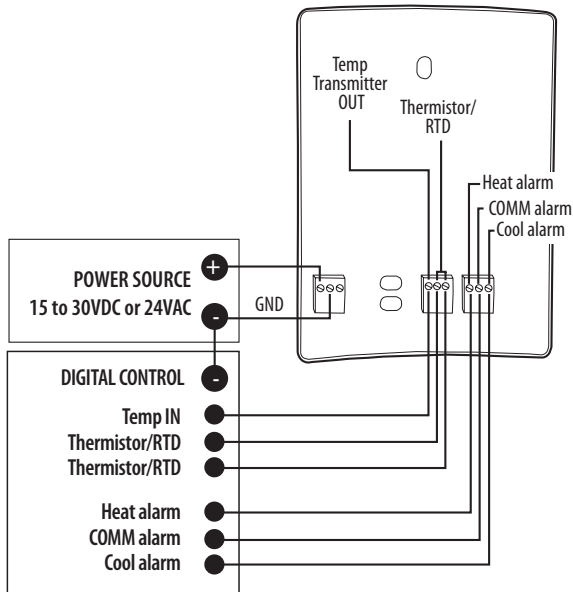 Temp
Transmitter
OUT
Thermistor/
RTD
Heat alarm
COMM alarm
Cool alarm
+
POWER SOURCE
15 to 30VDC or 24VAC
-
GND
DIGITAL CONTROL
-
Temp IN
Thermistor/RTD
Thermistor/RTD
Heat alarm
COMM alarm
Cool alarm